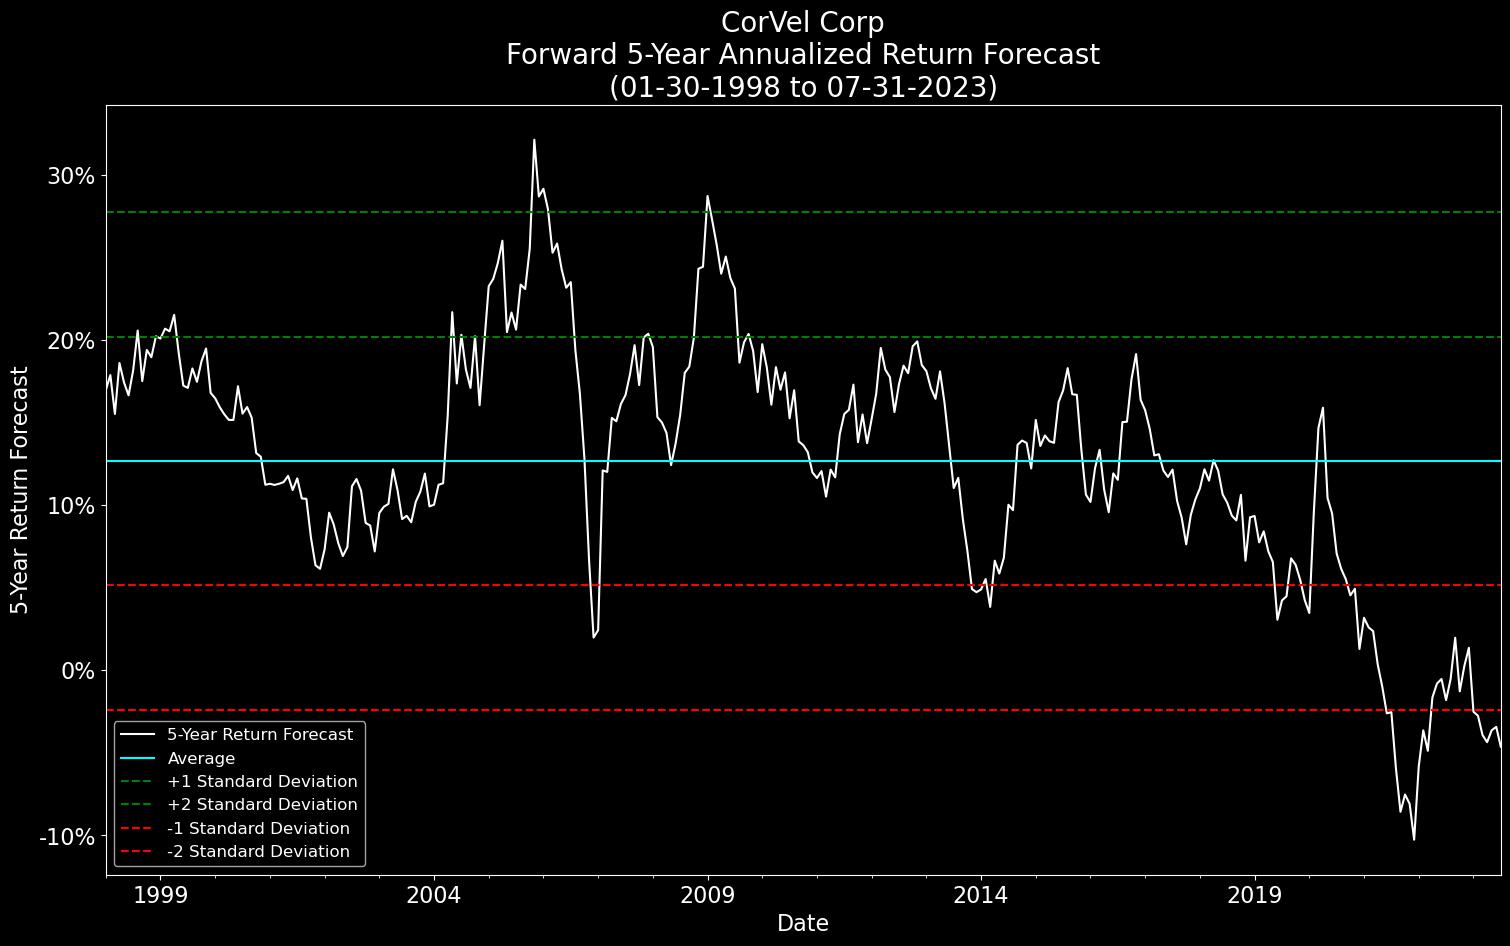 CorVel Corp
Forward 5-Year Annualized Return Forecast
(01-30-1998 to 07-31-2023)
5-Year Return Forecast
30%
20%
10%
0%
-10%
5-Year Return Forecast
Average
+1 Standard Deviation
+2 Standard Deviation
-1 Standard Deviation
-2 Standard Deviation
1999 2004 2009 2014 2019
Date